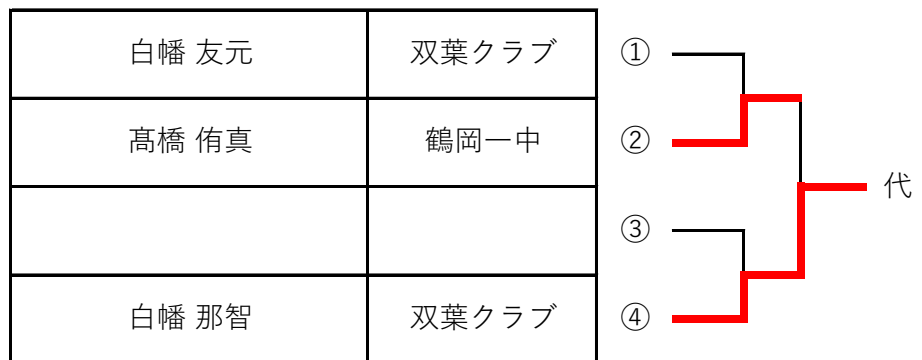 白幡 友元 双葉クラブ ①
髙橋 侑真 鶴岡一中 ②
代
③
白幡 那智 双葉クラブ ④